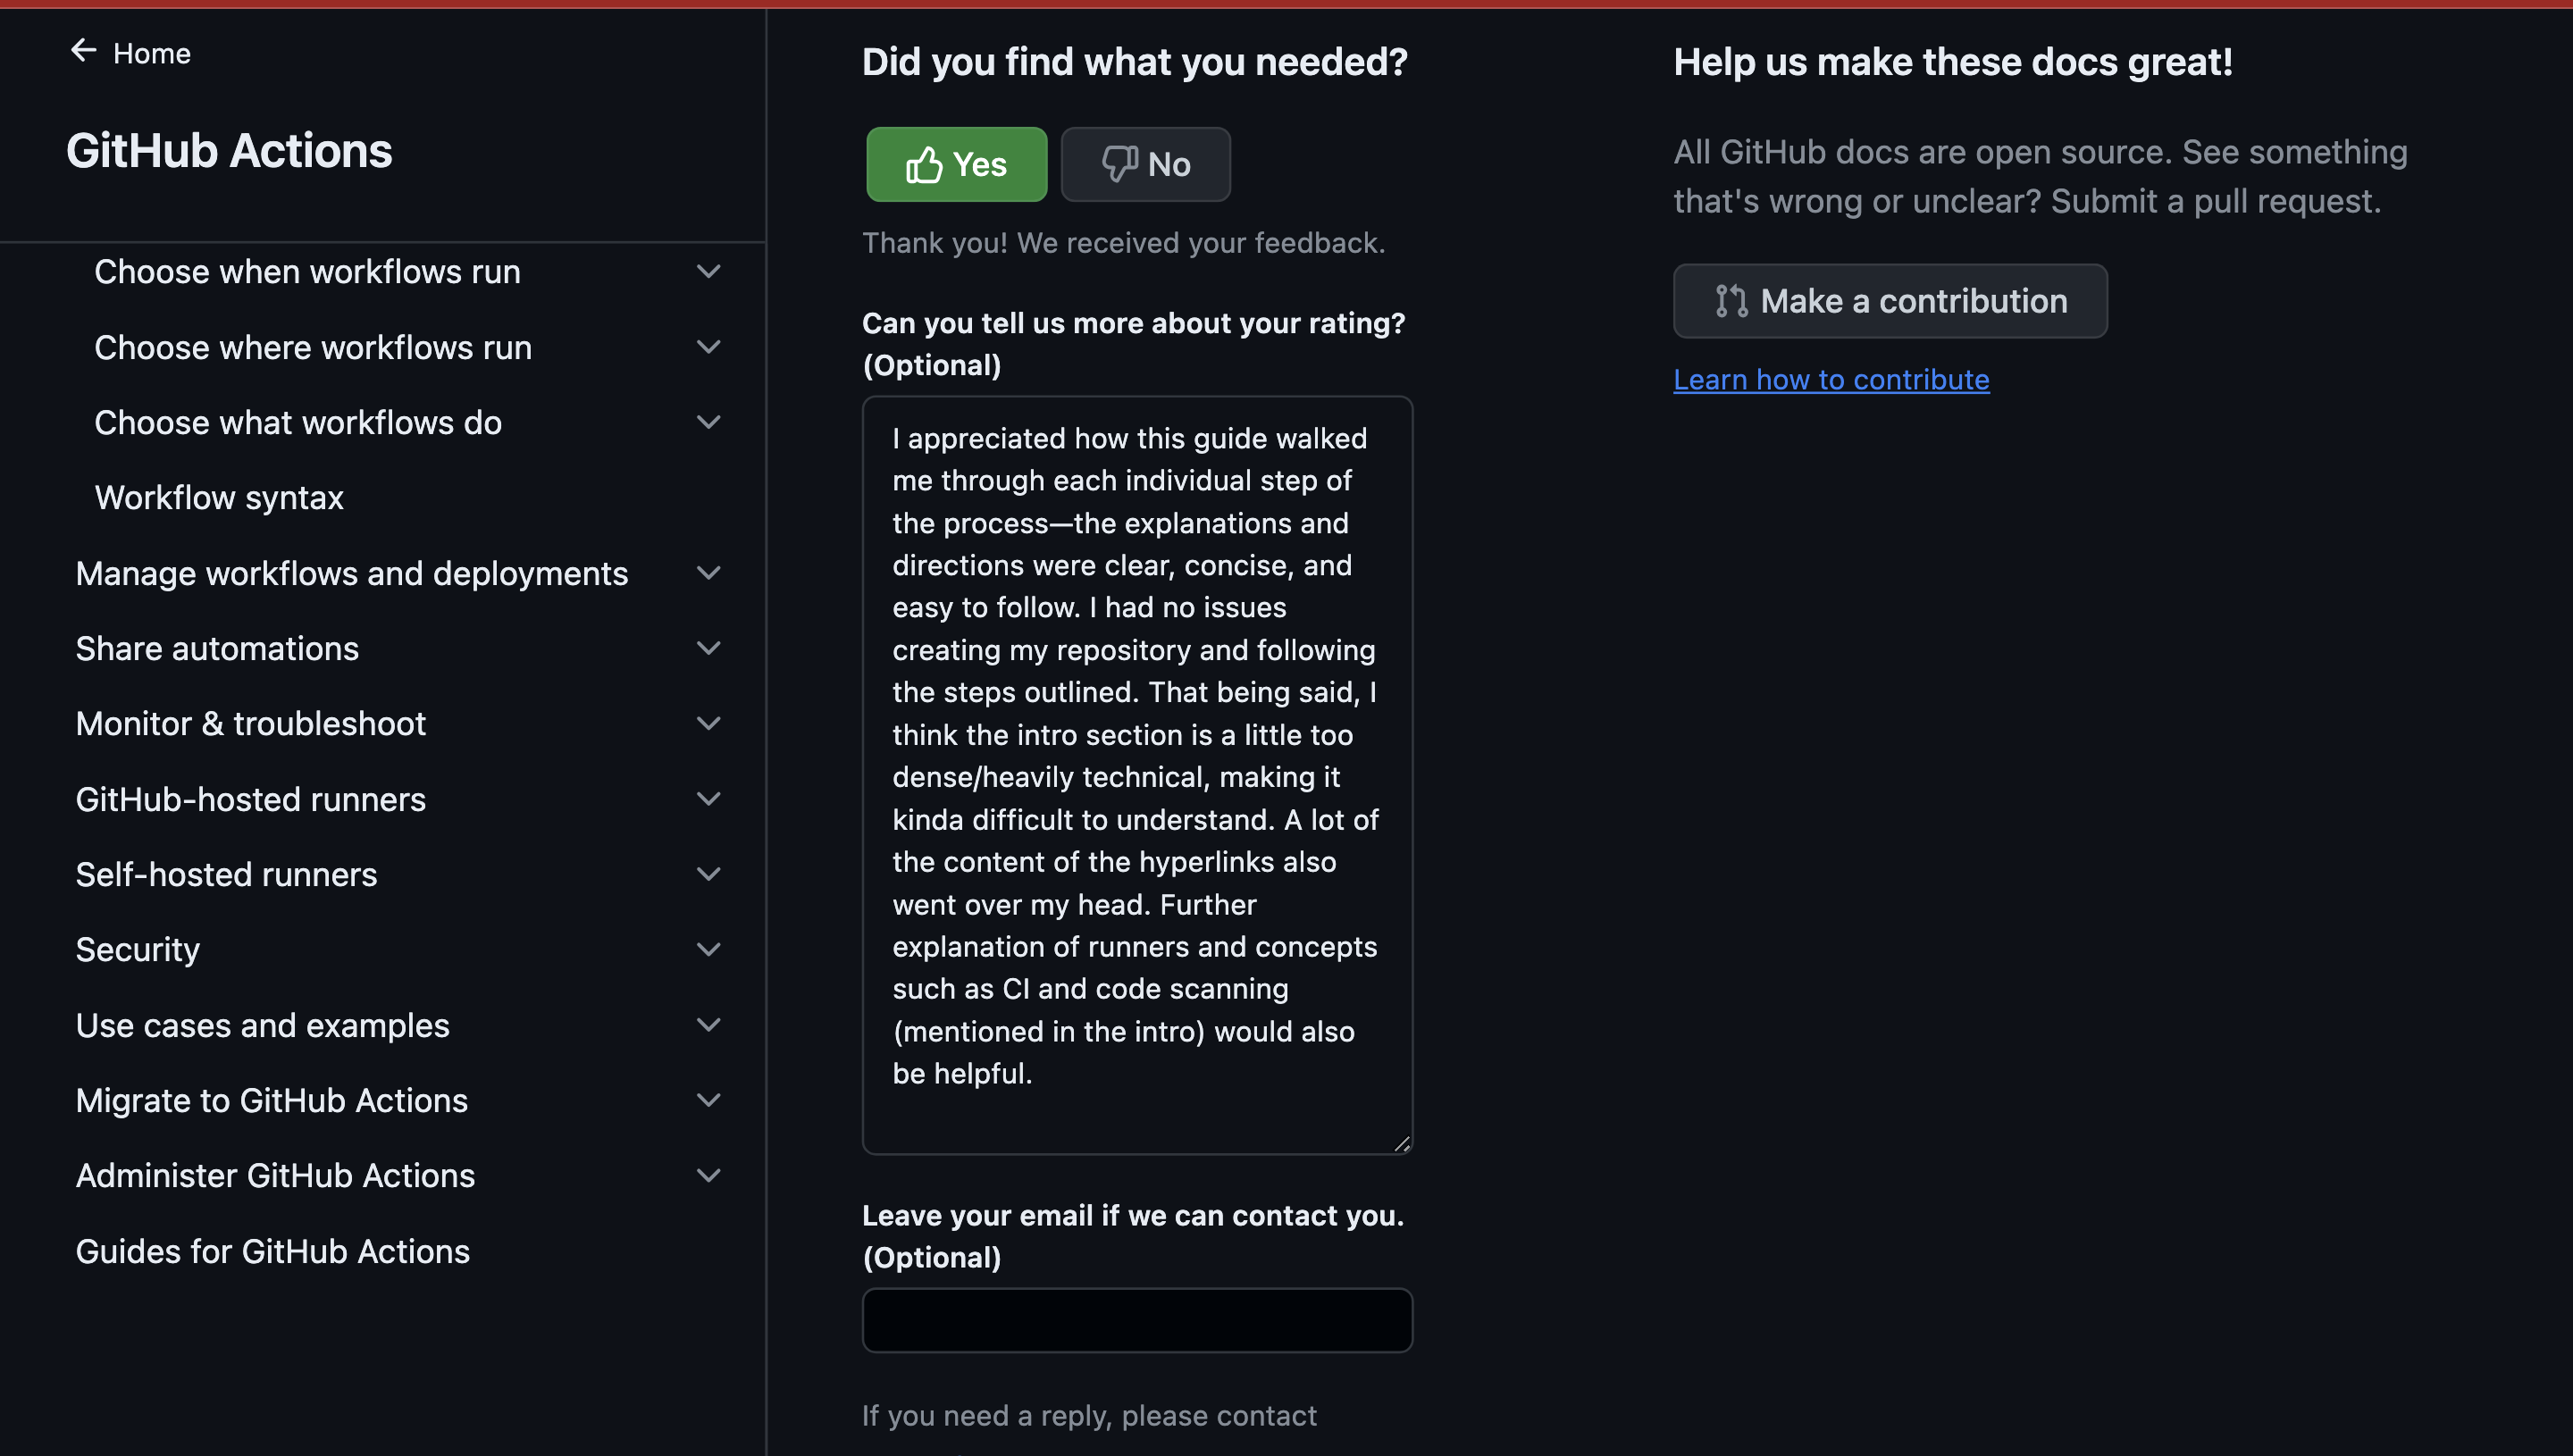 Home
GitHub Actions
Choose when workflows run
Choose where workflows run
Choose what workflows do
Workflow syntax
Manage workflows and deployments
Share automations
Monitor & troubleshoot
GitHub-hosted runners
Self-hosted runners
Security
Use cases and examples
Migrate to GitHub Actions
Administer GitHub Actions
Guides for GitHub Actions
Did you find what you needed?
Yes
No
Thank you! We received your feedback.
Can you tell us more about your rating?
(Optional)
I appreciated how this guide walked
me through each individual step of
the process—the explanations and
directions were clear, concise, and
easy to follow. I had no issues
creating my repository and following
the steps outlined. That being said, I
think the intro section is a little too
dense/heavily technical, making it
kinda difficult to understand. A lot of
the content of the hyperlinks also
went over my head. Further
explanation of runners and concepts
such as CI and code scanning
(mentioned in the intro) would also
be helpful.
Leave your email if we can contact you.
(Optional)
If you need a reply, please contact
Help us make these docs great!
All GitHub docs are open source. See something
that's wrong or unclear? Submit a pull request.
Make a contribution
Learn how to contribute